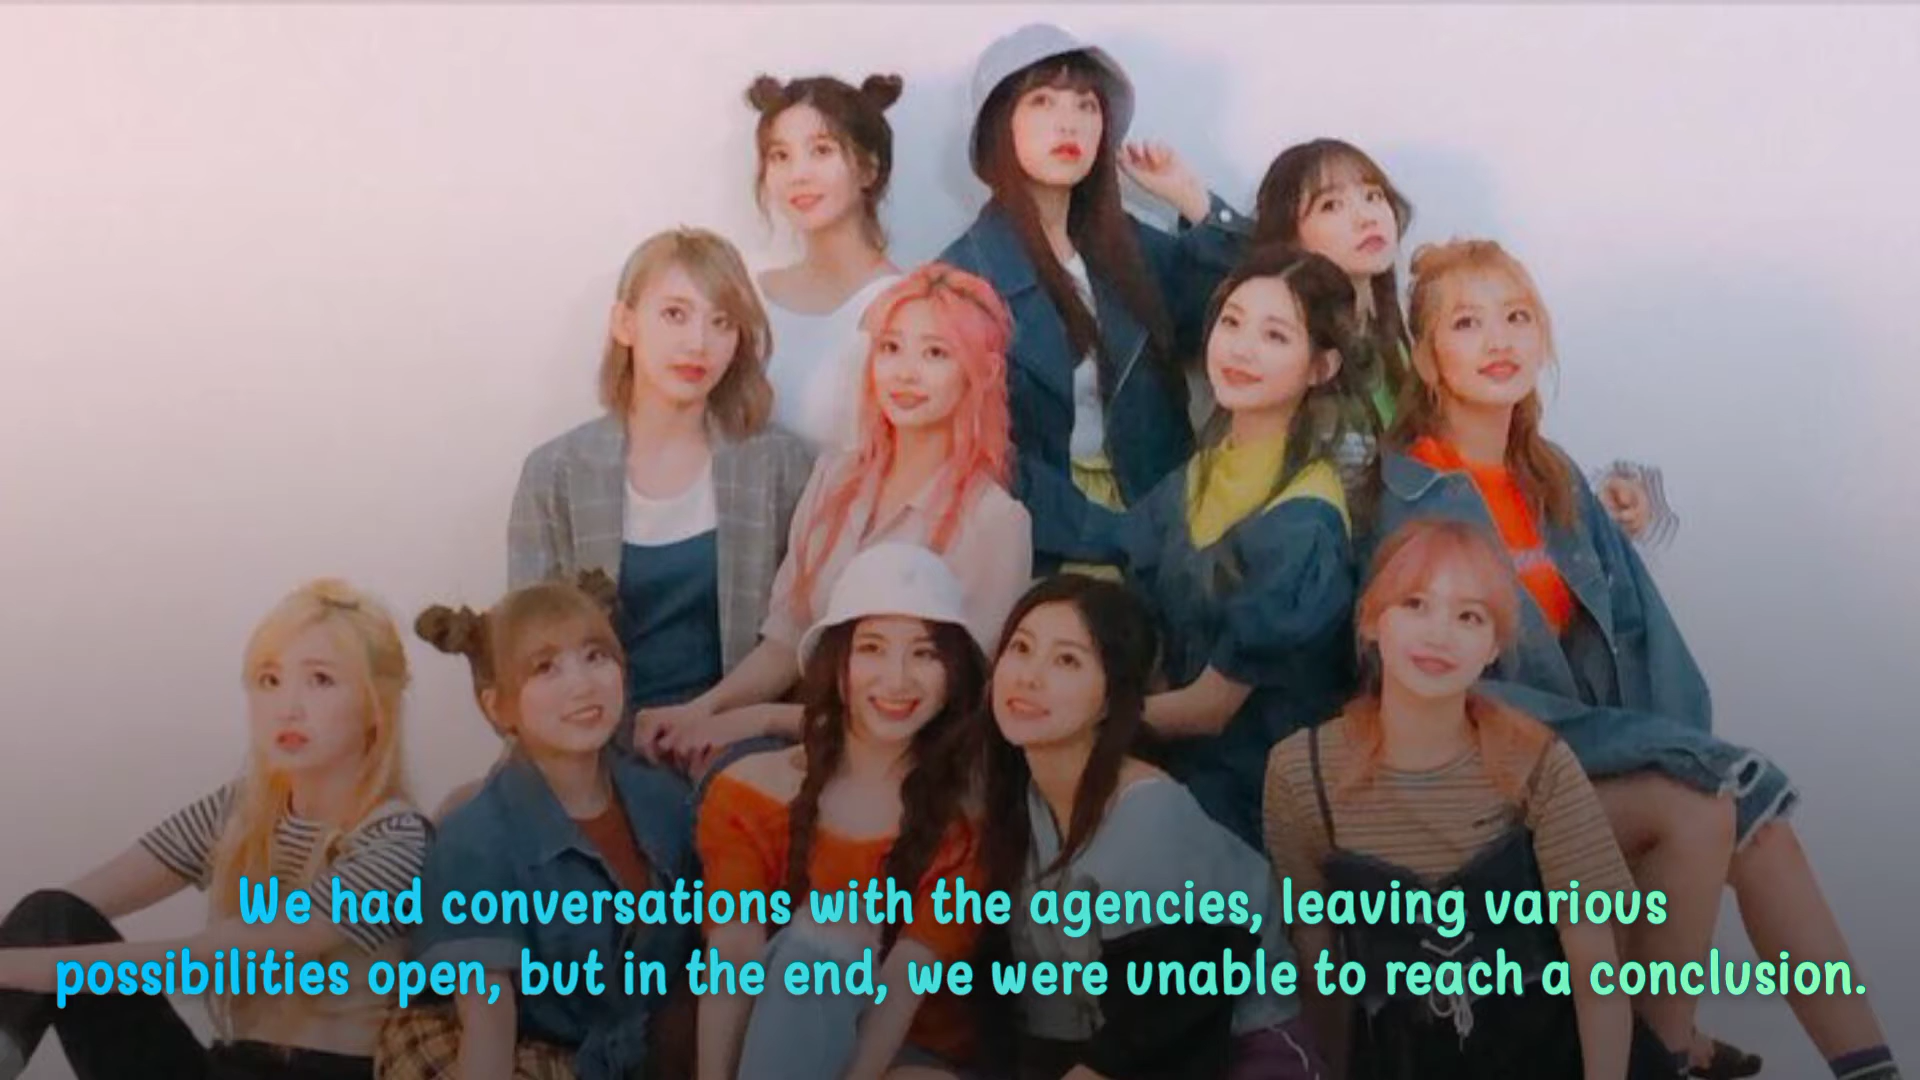 We had conversations with the agencies, leaving various
possibilities open, but in the end, we were unable to reach a conclusion.